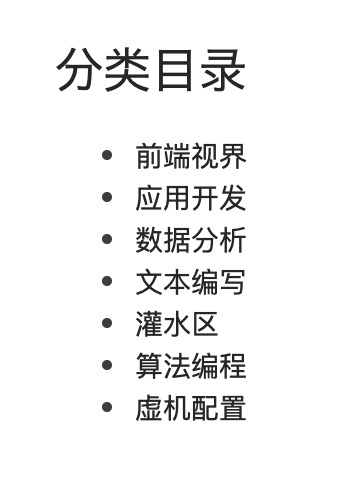 分类目录
前端视界
应用开发
数据分析
文本编写
灌水区
算法编程
虚机配置